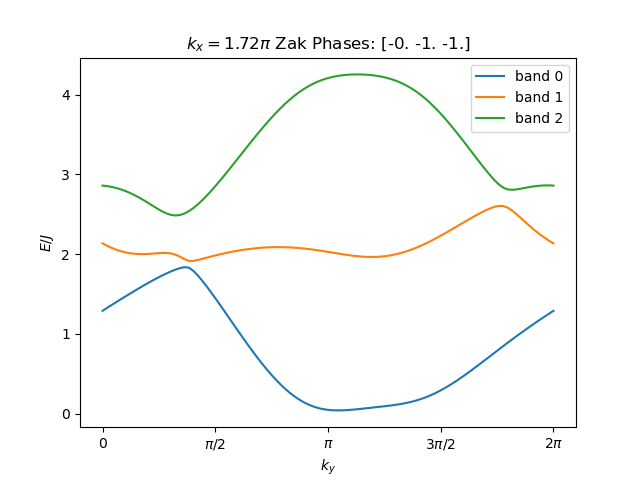 $k_x = 1.72\pi$ Zak Phases: [-0. -1. -1.]
band 0
band 1
band 2
E/J
4
3
2
1
0
0
π/2
π
3π/2
2π
$k_y$